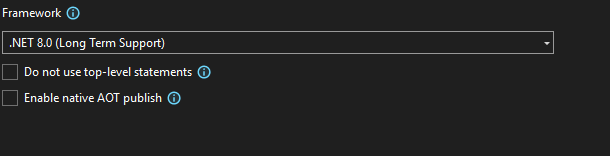 Framework
.NET 8.0 (Long Term Support)
Do not use top-level statements
Enable native AOT publish